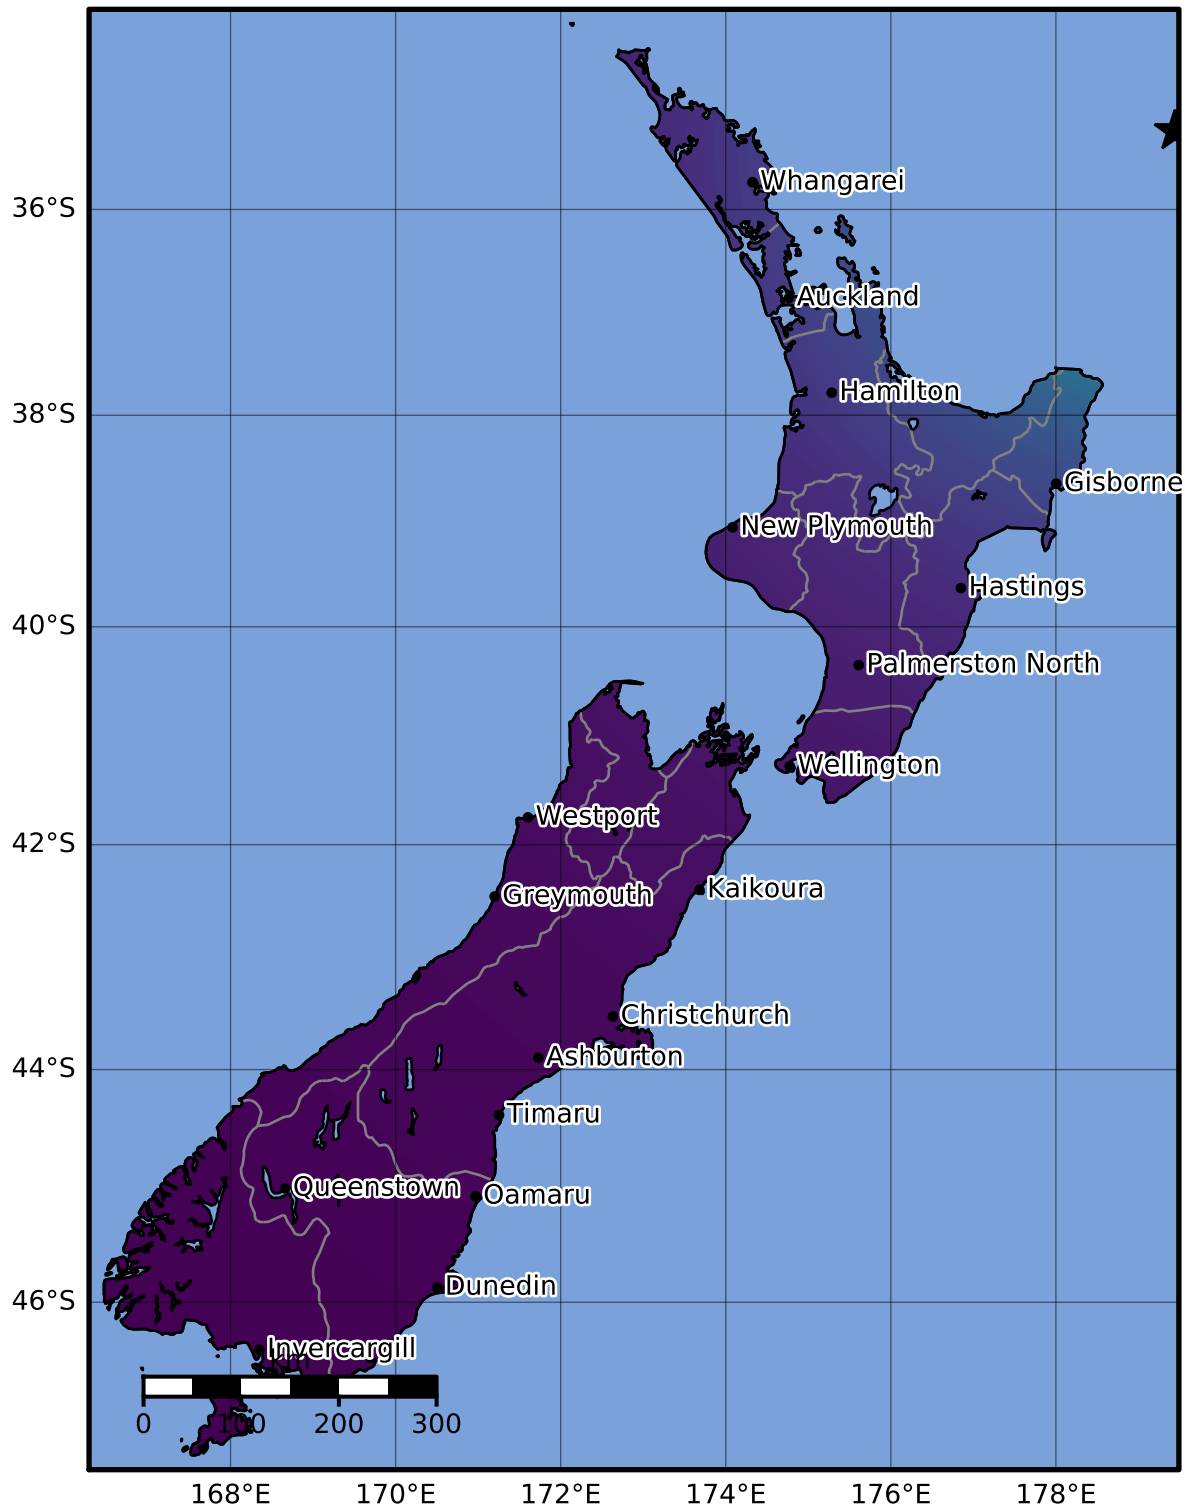 Whangarei
36°S
Auckland
Hamilton
38°S
Gisborne
New Plymouth
Hastings
40°S
Palmerston North
Wellington
Westport
42°S
Kaikoura
Greymouth
Christchurch
Ashburton
44°S
Timaru
Queenstown
Oamaru
Dunedin
46°S
Invercargill
km
0 100 200 300
168°E 170°E 172°E 174°E 176°E 178°E